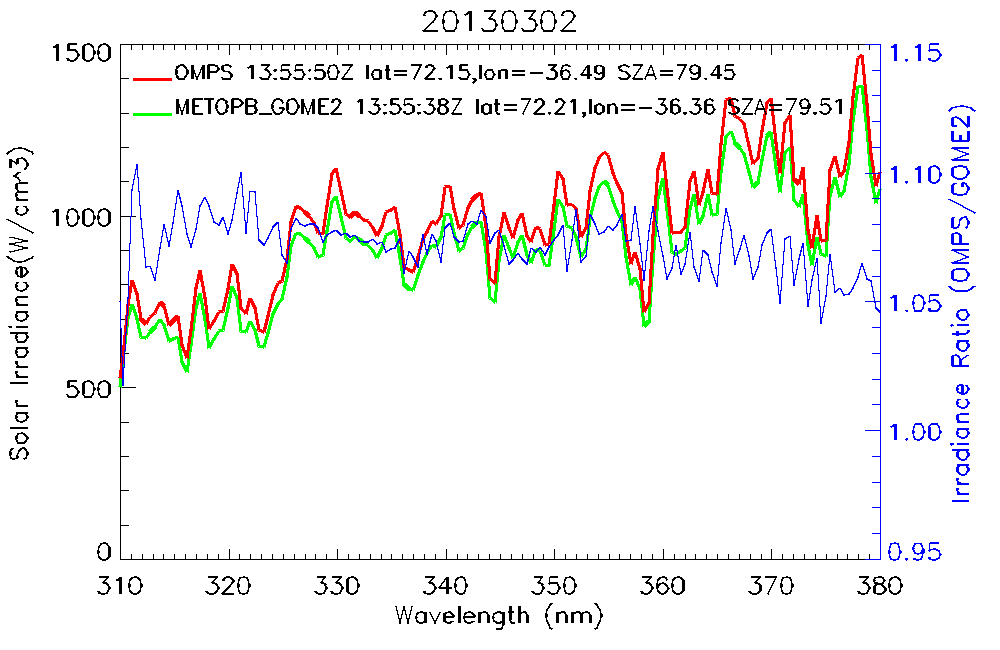 20130302
1500
1000
500
0
Solar Irradiance(W/cm^3)
OMPS 13:55:50Z lat=72.15,lon=-36.49 SZA=79.45
METOPB_GOME2 13:55:38Z lat=72.21,lon=-36.36 SZA=79.51
1.15
1.10
1.05
1.00
0.95
Irradiance Ratio (OMPS/GOME2)
310 320 330 340 350 360 370 380
Wavelength (nm)